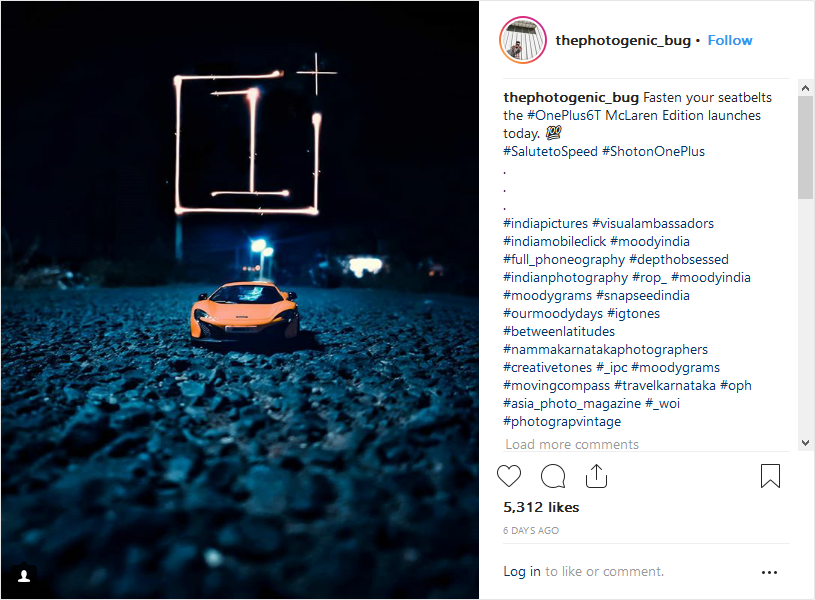 thephotogenic_bug • Follow
thephotogenic_bug Fasten your seatbelts
the #OnePlus6T McLaren Edition launches
today. 💯
#SalutetoSpeed #ShotonOnePlus
.
.
.
#indiapictures #visualambassadors
#indiamobileclick #moodyindia
#full_phoneography #depthobsessed
#indianphotography #rop_ #moodyindia
#moodygrams #snapseedindia
#ourmoodydays #igtones
#betweenlatitudes
#nammakarnatakaphotographers
#creativetones #_ipc #moodygrams
#movingcompass #travelkarnataka #oph
#asia_photo_magazine #_woi
#photograpvintage
Load more comments
5,312 likes
6 DAYS AGO
Log in to like or comment.